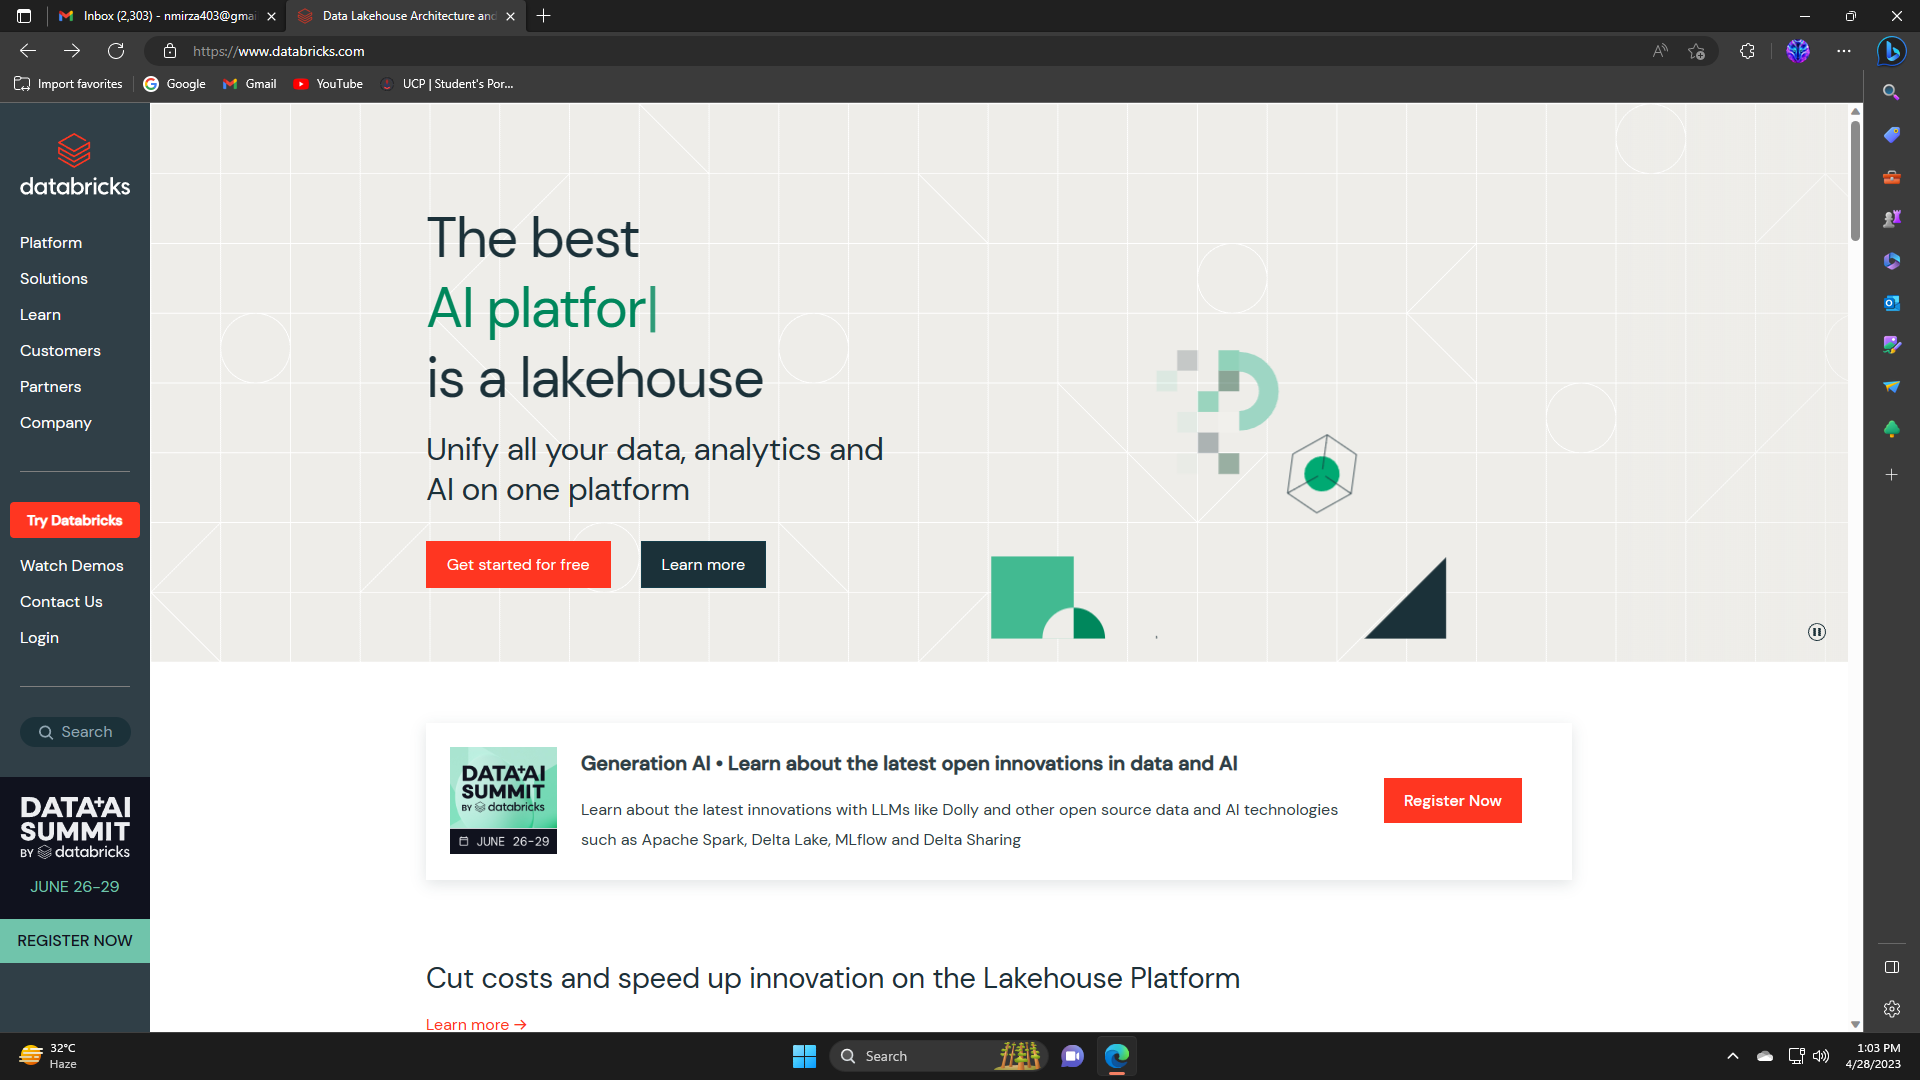 Inbox (2,303) - nmirza403@gmai
Data Lakehouse Architecture and
https://www.databricks.com
Import favorites
Google
Gmail
YouTube
UCP | Student's Por...
databricks
Platform
Solutions
Learn
Customers
Partners
Company
Try Databricks
Watch Demos
Contact Us
Login
Search
DATA+AI
SUMMIT
BY databricks
JUNE 26-29
REGISTER NOW
The best
AI platfor
is a lakehouse
Unify all your data, analytics and
AI on one platform
Get started for free
Learn more
DATA+AI
SUMMIT
BY databricks
JUNE 26-29
Generation AI • Learn about the latest open innovations in data and AI
Learn about the latest innovations with LLMs like Dolly and other open source data and AI technologies
such as Apache Spark, Delta Lake, MLflow and Delta Sharing
Register Now
Cut costs and speed up innovation on the Lakehouse Platform
Learn more →
32°C
Haze
Search
1:03 PM
4/28/2023